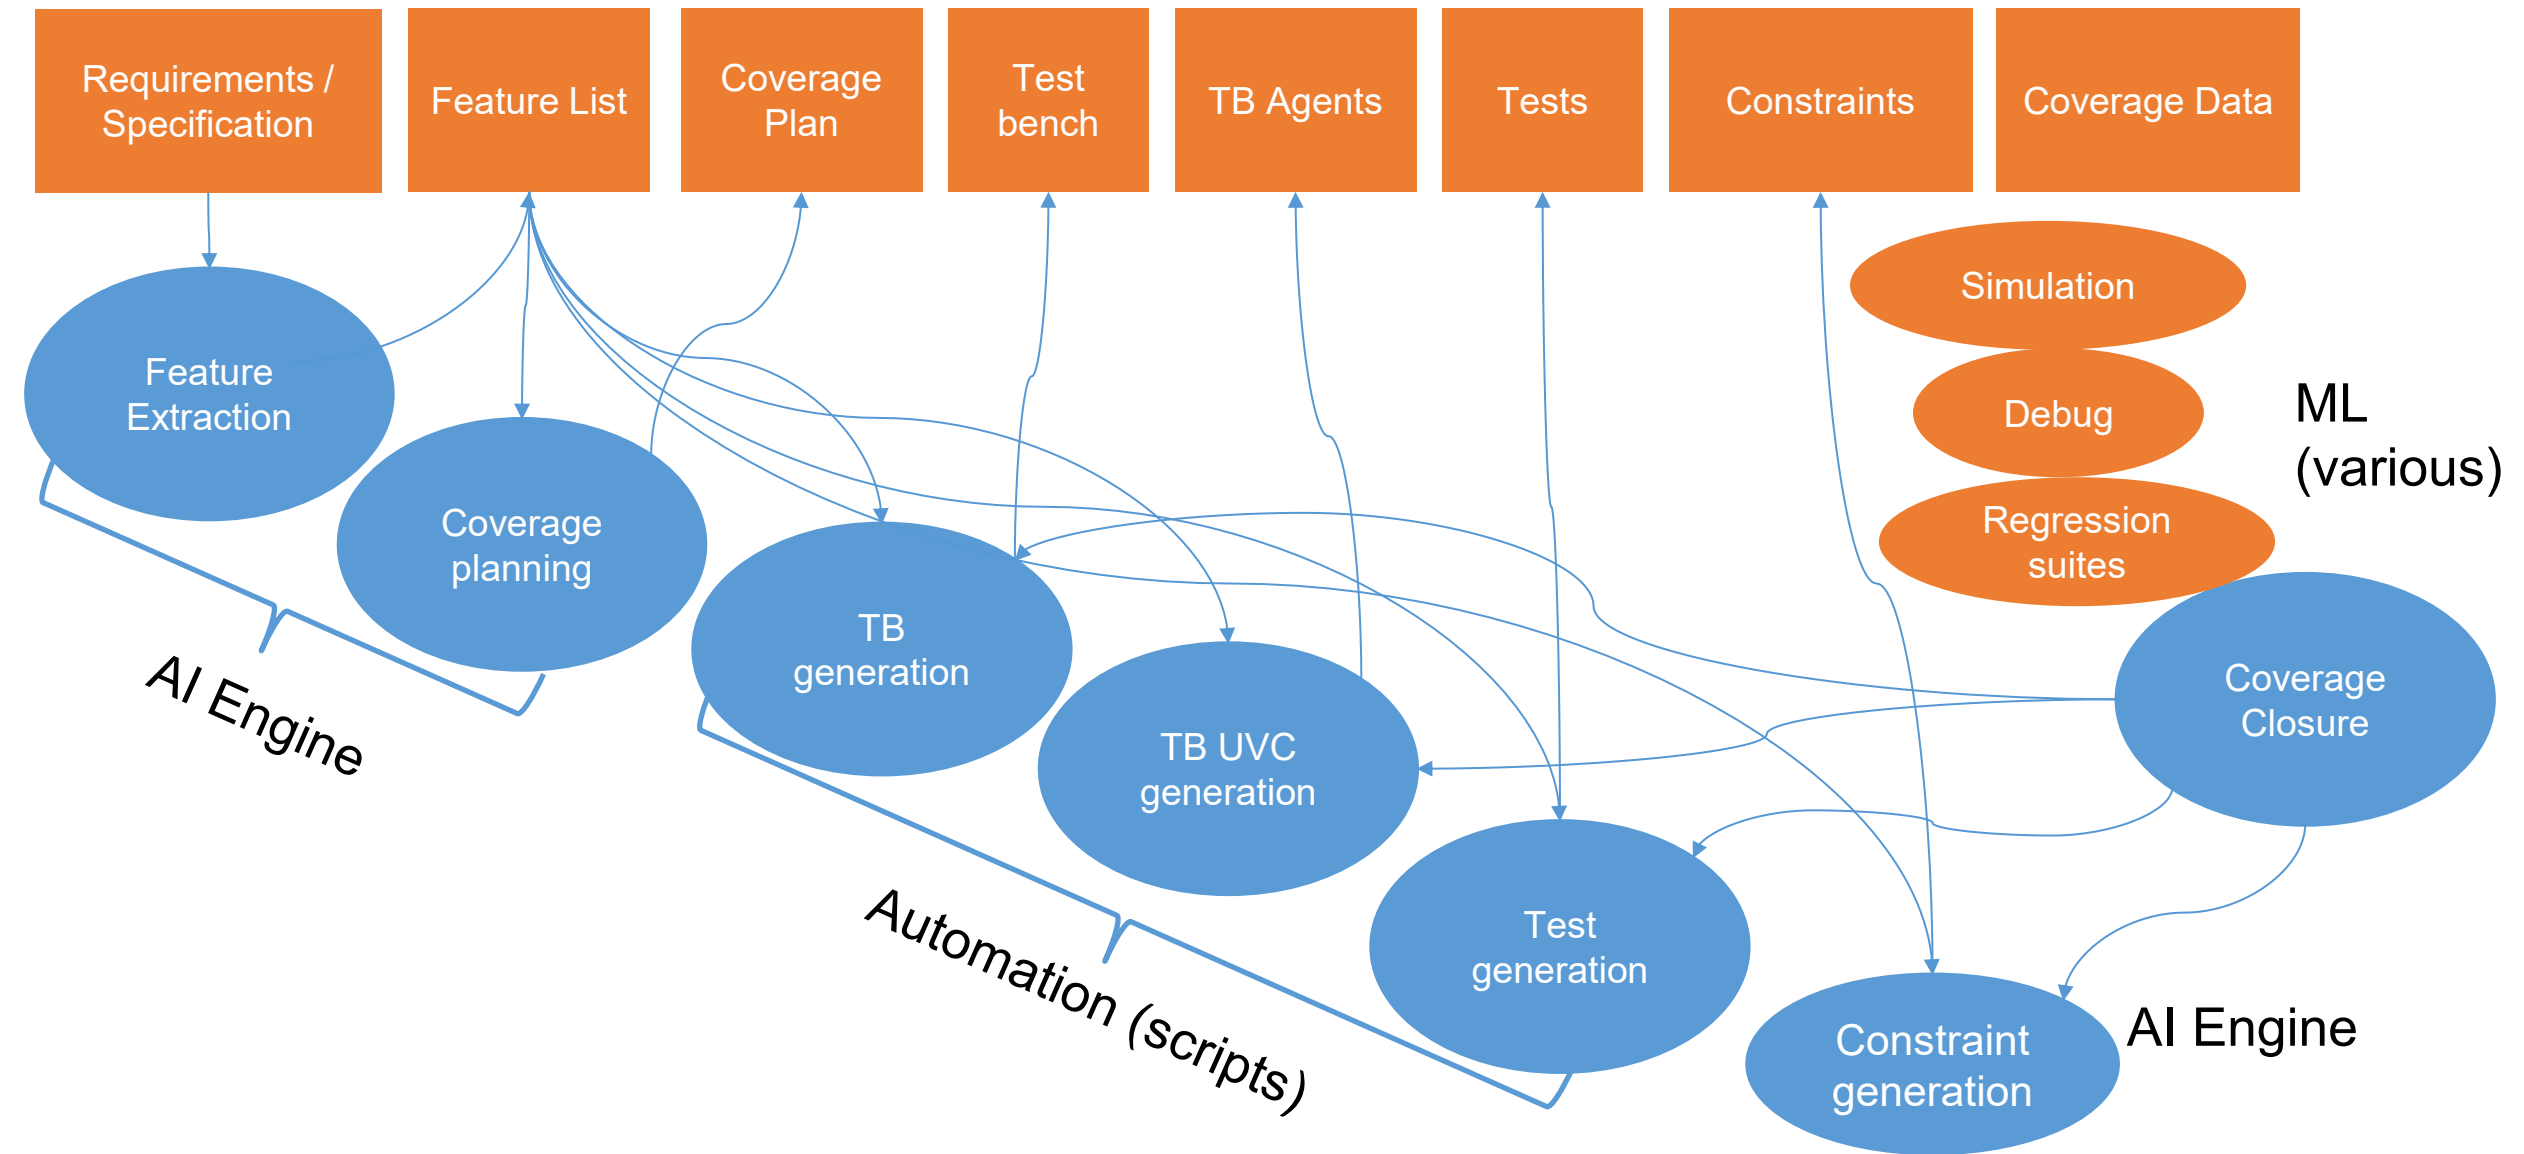 Requirements /
Specification
Feature List
Coverage
Plan
Test
bench
TB Agents
Tests
Constraints
Coverage Data
Simulation
Debug
Regression
suites
ML
(various)
Feature
Extraction
Coverage
planning
TB
generation
TB UVC
generation
Test
generation
Constraint
generation
Coverage
Closure
AI Engine
Automation (scripts)
AI Engine